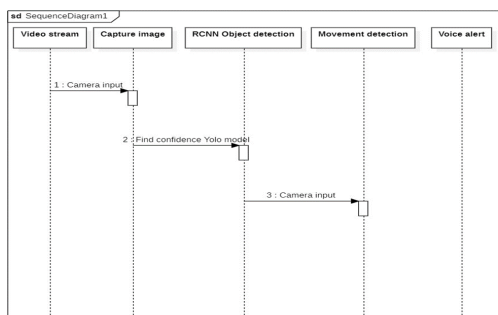 sd SequenceDiagram1
Video stream
Capture image
RCNN Object detection
Movement detection
Voice alert
1 : Camera input
2 : Find confidence Yolo model
3 : Camera input